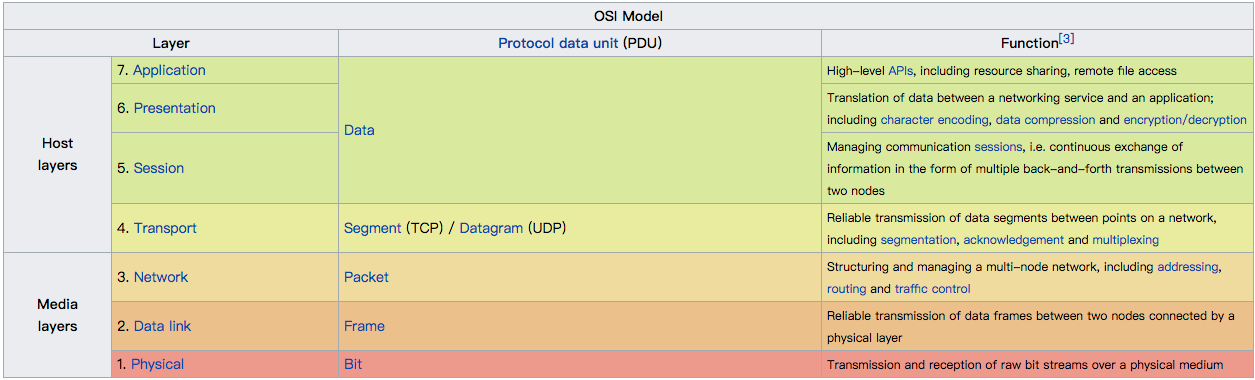 OSI Model
Layer
Protocol data unit (PDU)
Function[3]
Host
layers
7. Application
Data
High-level APIs, including resource sharing, remote file access
6. Presentation
Translation of data between a networking service and an application;
including character encoding, data compression and encryption/decryption
5. Session
Managing communication sessions, i.e. continuous exchange of
information in the form of multiple back-and-forth transmissions between
two nodes
4. Transport
Segment (TCP) / Datagram (UDP)
Reliable transmission of data segments between points on a network,
including segmentation, acknowledgement and multiplexing
Media
layers
3. Network
Packet
Structuring and managing a multi-node network, including addressing,
routing and traffic control
2. Data link
Frame
Reliable transmission of data frames between two nodes connected by a
physical layer
1. Physical
Bit
Transmission and reception of raw bit streams over a physical medium